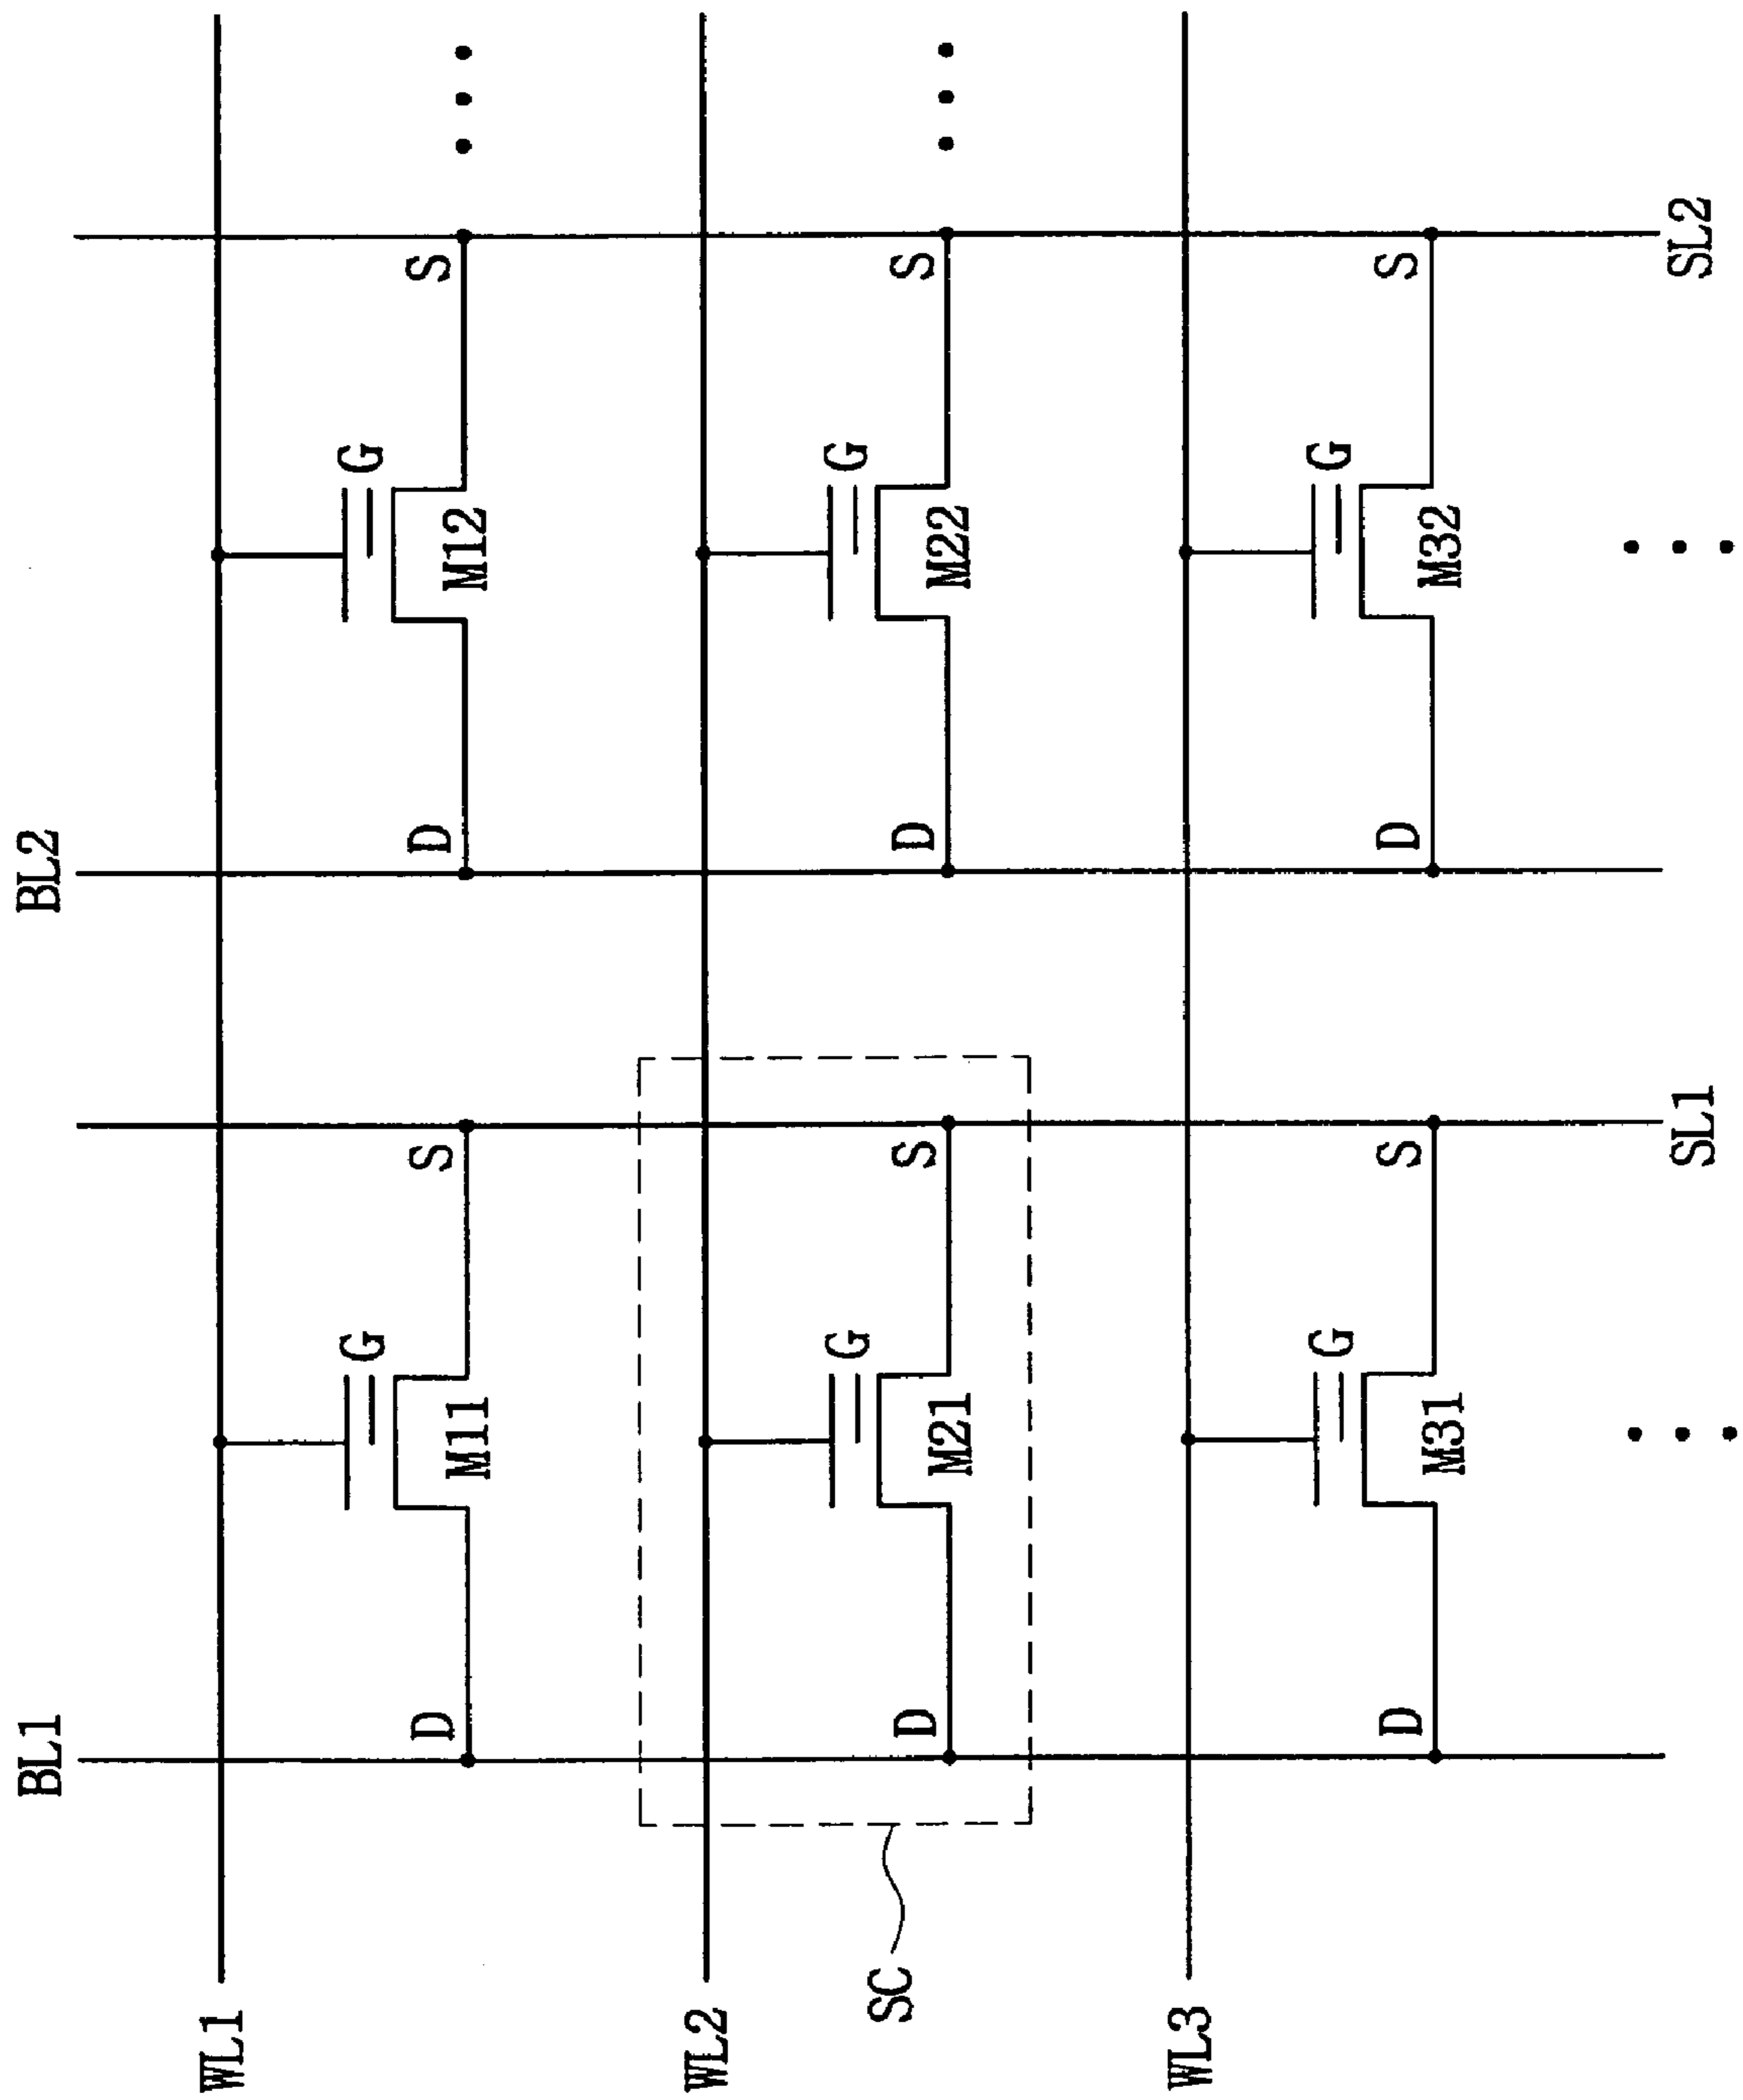 BL1 BL2
WL1
G G
D S D S
M11 M12
WL2
G G
D S D S
M21 M22
SC
WL3
G G
D S D S
M31 M32
SL1 SL2